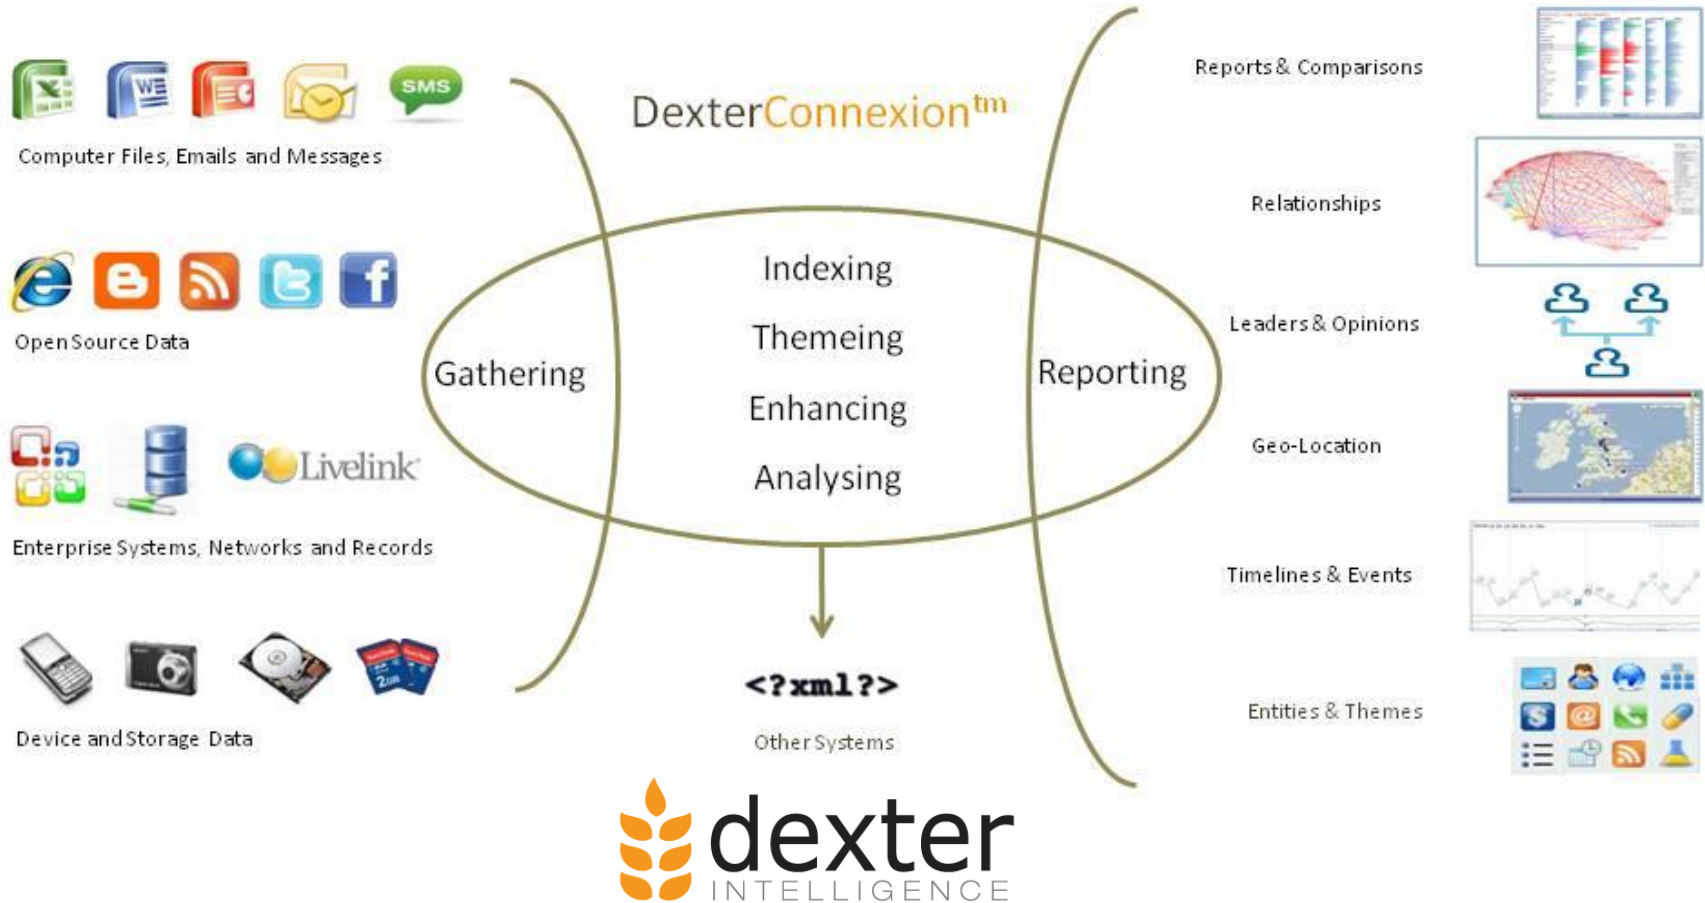 DexterConnexion™
SMS
Computer Files, Emails and Messages
Open Source Data
Livelink
Enterprise Systems, Networks and Records
2GB
Device and Storage Data
Gathering
Indexing
Themeing
Enhancing
Analysing
Reporting
<?xml?>
Other Systems
Reports & Comparisons
Relationships
Leaders & Opinions
Geo-Location
Timelines & Events
Entities & Themes
dexter
INTELLIGENCE